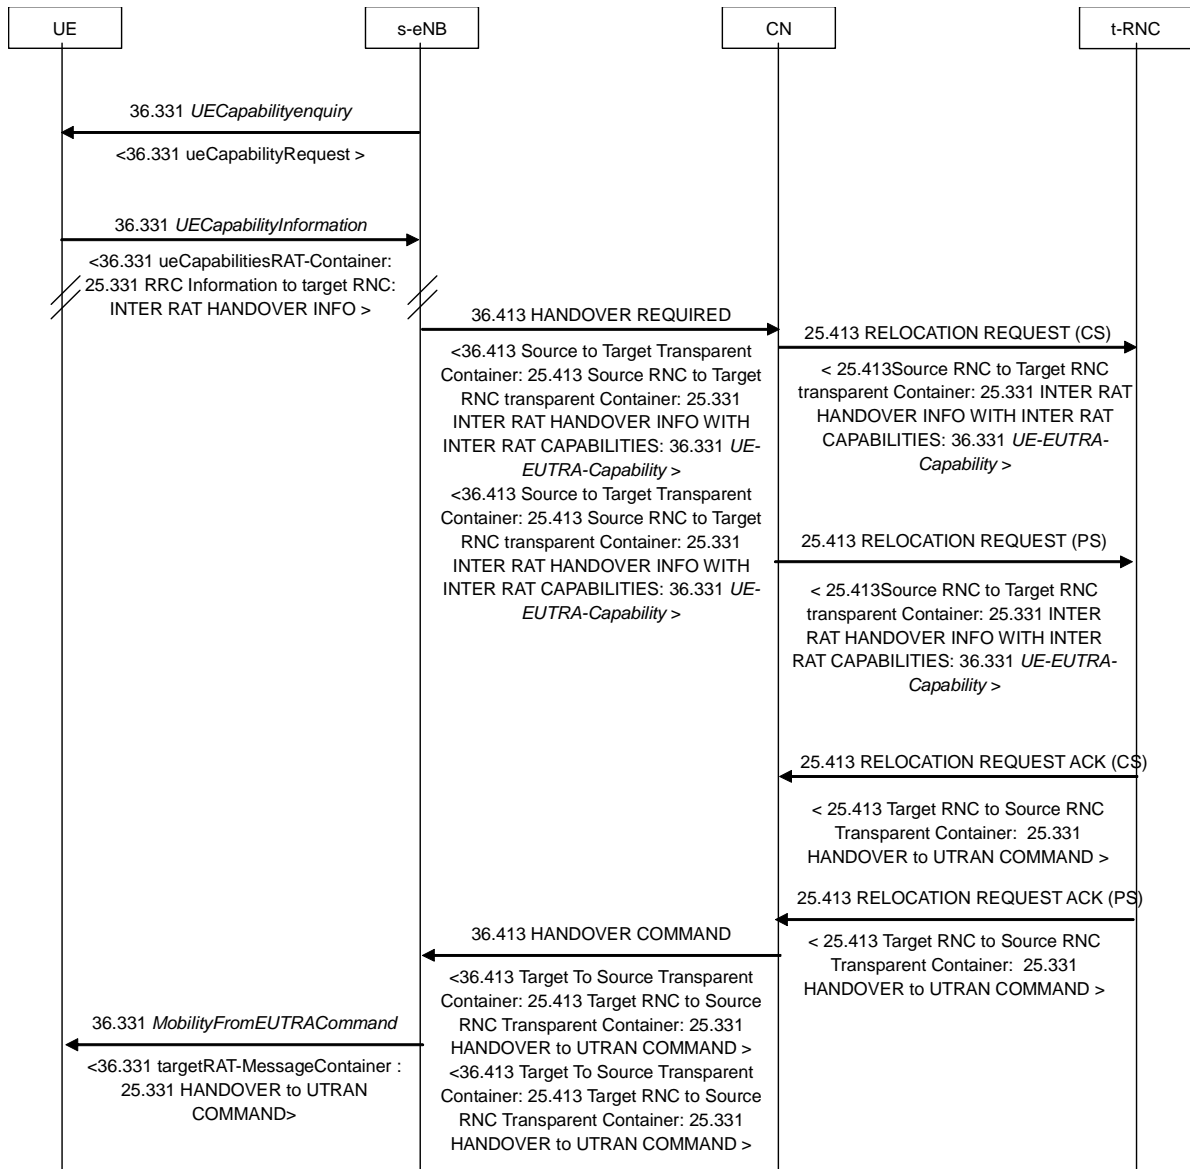 UE
s-eNB
CN
t-RNC
36.331 UECapabilityenquiry
<36.331 ueCapabilityRequest >
36.331 UECapabilityInformation
<36.331 ueCapabilitiesRAT-Container:
25.331 RRC Information to target RNC:
INTER RAT HANDOVER INFO >
36.413 HANDOVER REQUIRED
<36.413 Source to Target Transparent
Container: 25.413 Source RNC to Target
RNC transparent Container: 25.331
INTER RAT HANDOVER INFO WITH
INTER RAT CAPABILITIES: 36.331 UE-
EUTRA-Capability >
<36.413 Source to Target Transparent
Container: 25.413 Source RNC to Target
RNC transparent Container: 25.331
INTER RAT HANDOVER INFO WITH
INTER RAT CAPABILITIES: 36.331 UE-
EUTRA-Capability >
25.413 RELOCATION REQUEST (CS)
< 25.413Source RNC to Target RNC
transparent Container: 25.331 INTER RAT
HANDOVER INFO WITH INTER RAT
CAPABILITIES: 36.331 UE-EUTRA-
Capability >
25.413 RELOCATION REQUEST (PS)
< 25.413Source RNC to Target RNC
transparent Container: 25.331 INTER
RAT HANDOVER INFO WITH INTER
RAT CAPABILITIES: 36.331 UE-EUTRA-
Capability >
25.413 RELOCATION REQUEST ACK (CS)
< 25.413 Target RNC to Source RNC
Transparent Container: 25.331
HANDOVER to UTRAN COMMAND >
25.413 RELOCATION REQUEST ACK (PS)
< 25.413 Target RNC to Source RNC
Transparent Container: 25.331
HANDOVER to UTRAN COMMAND >
36.413 HANDOVER COMMAND
<36.413 Target To Source Transparent
Container: 25.413 Target RNC to Source
RNC Transparent Container: 25.331
HANDOVER to UTRAN COMMAND >
<36.413 Target To Source Transparent
Container: 25.413 Target RNC to Source
RNC Transparent Container: 25.331
HANDOVER to UTRAN COMMAND >
36.331 MobilityFromEUTRACommand
<36.331 targetRAT-MessageContainer :
25.331 HANDOVER to UTRAN
COMMAND>